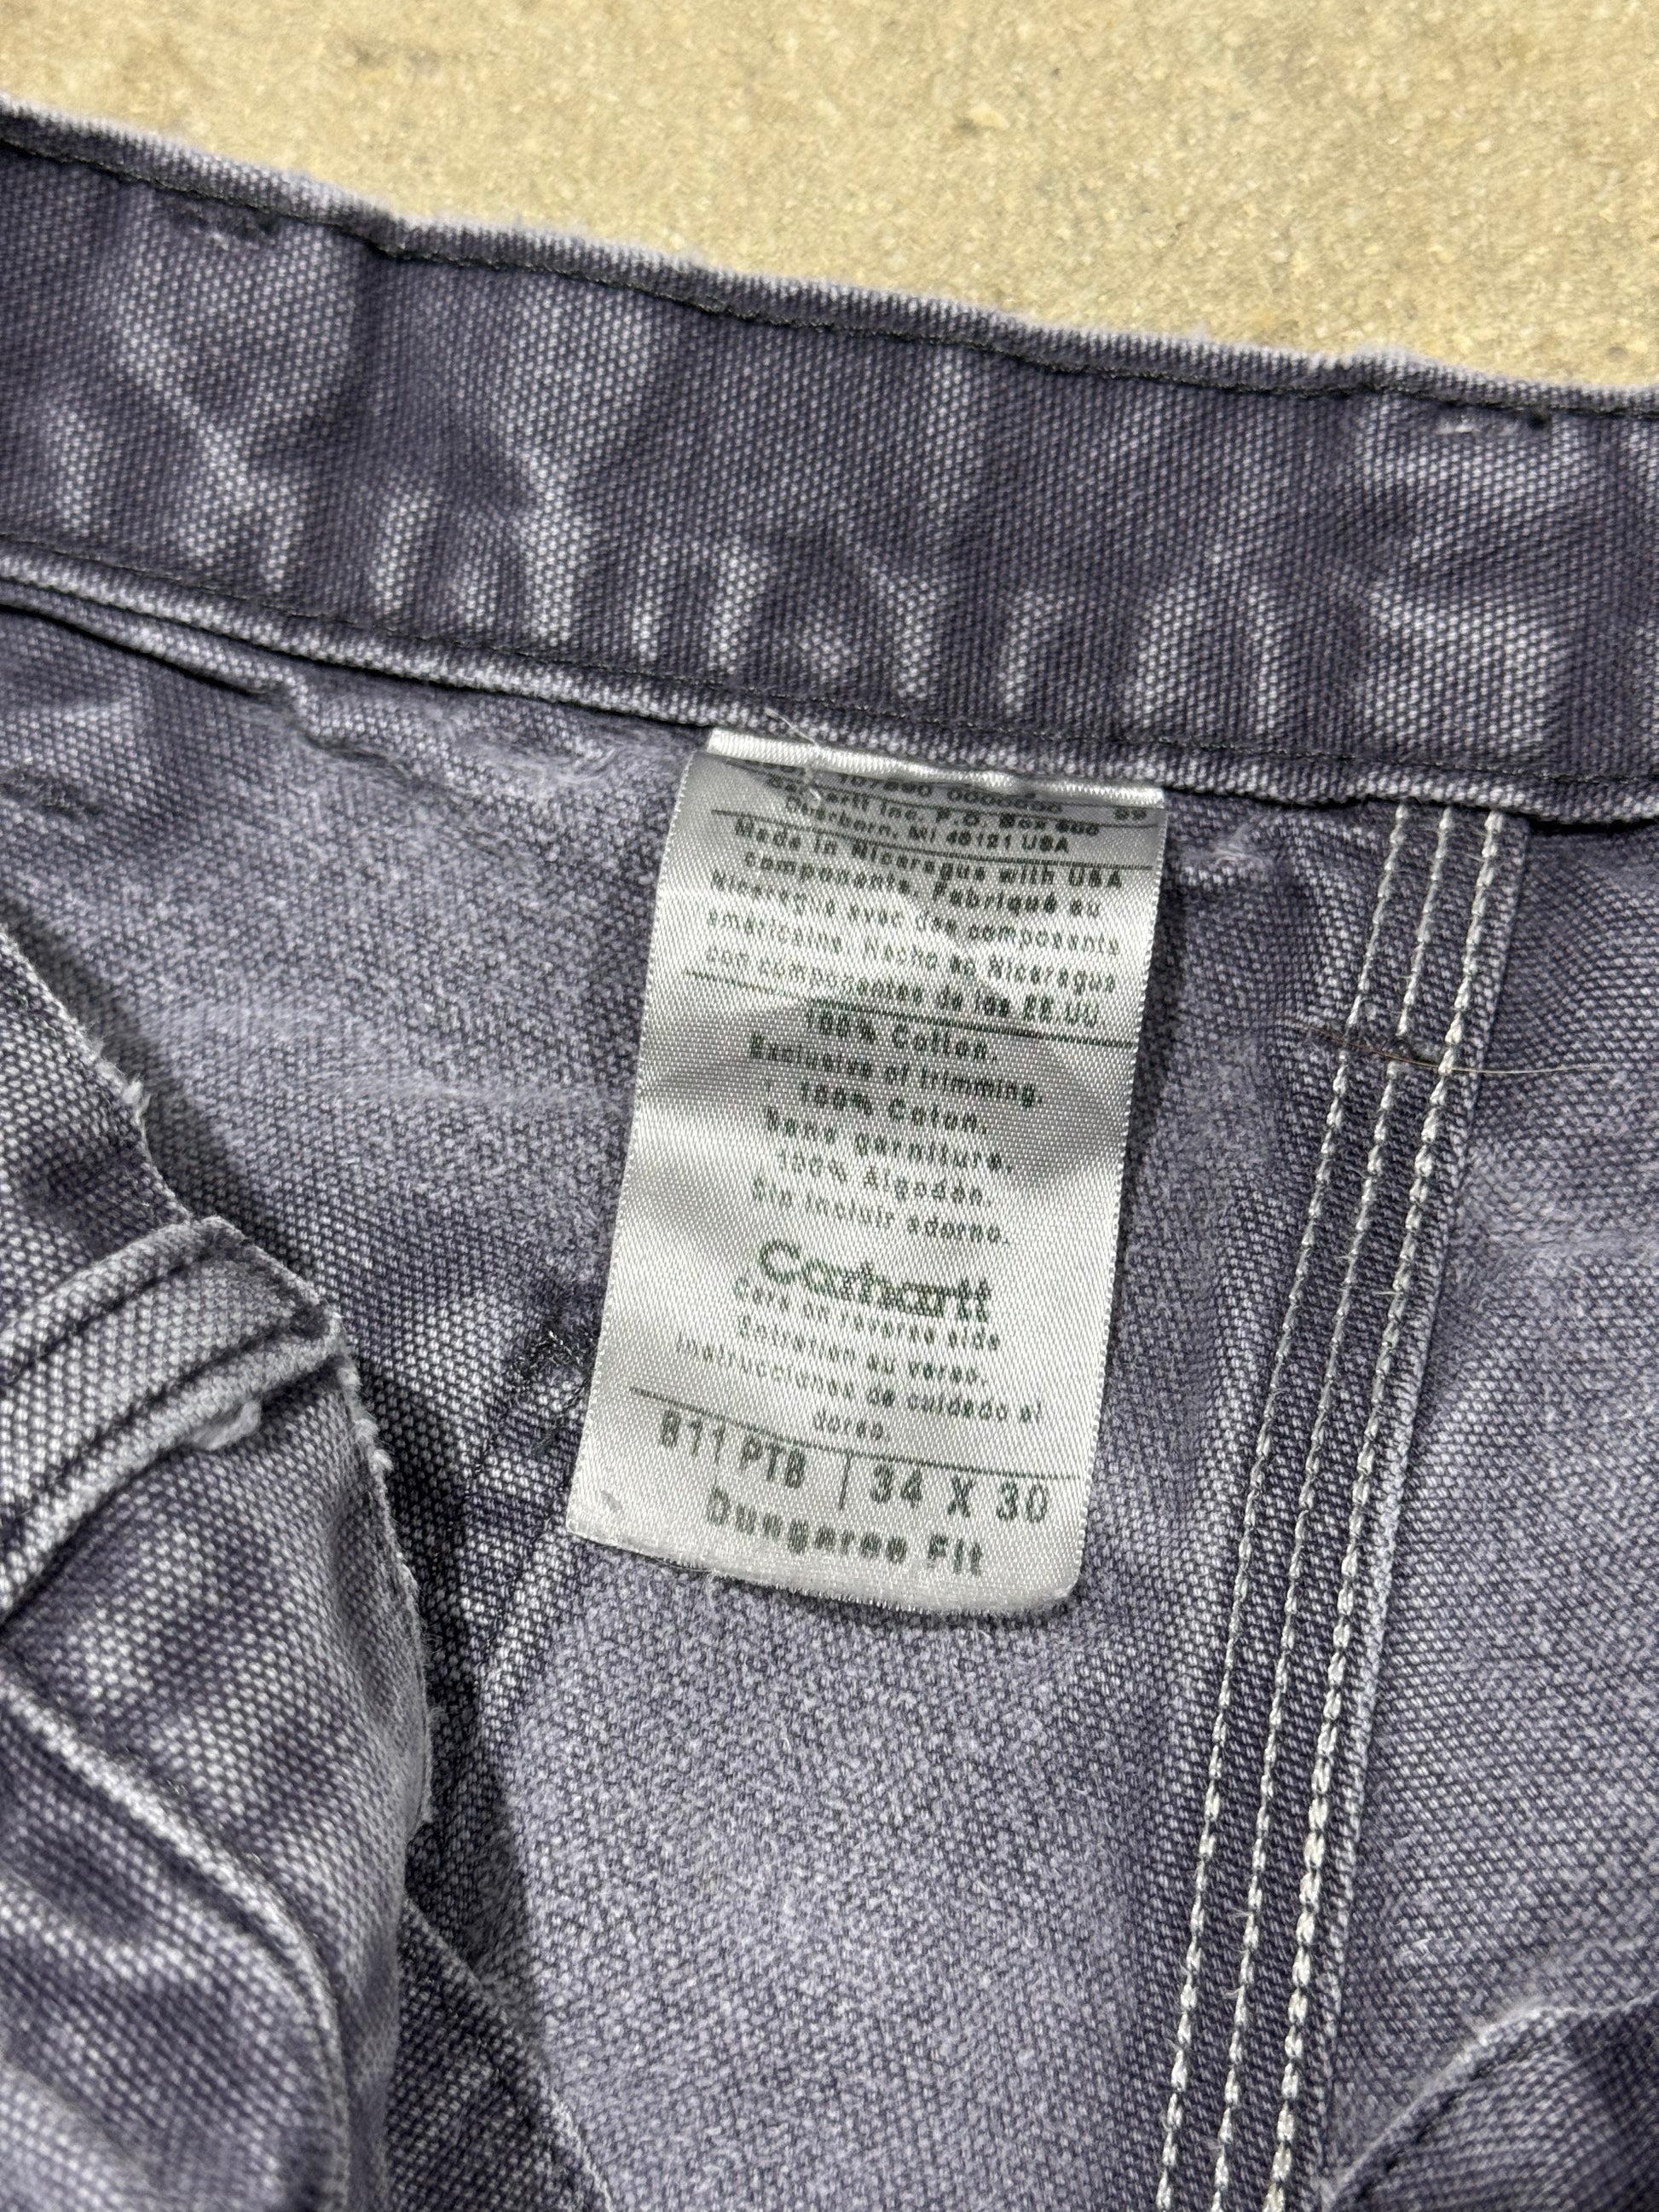 Carhartt Inc. P.O. Box 600
Dearborn, MI 48121 USA
Made in Nicaragua with USA
components. Fabriqué au
Nicaragua avec des composants
américains. Hecho en Nicaragua
con componentes de los EE.UU
100% Cotton.
Exclusive of trimming.
100% Coton.
Sans garniture.
100% Algodón.
Sin incluir adorno.
Carhartt
Care on reverse side
Entretien au verso.
Instrucciones de cuidado al
dorso.
B11 PTB | 34 X 30
Dungaree Fit